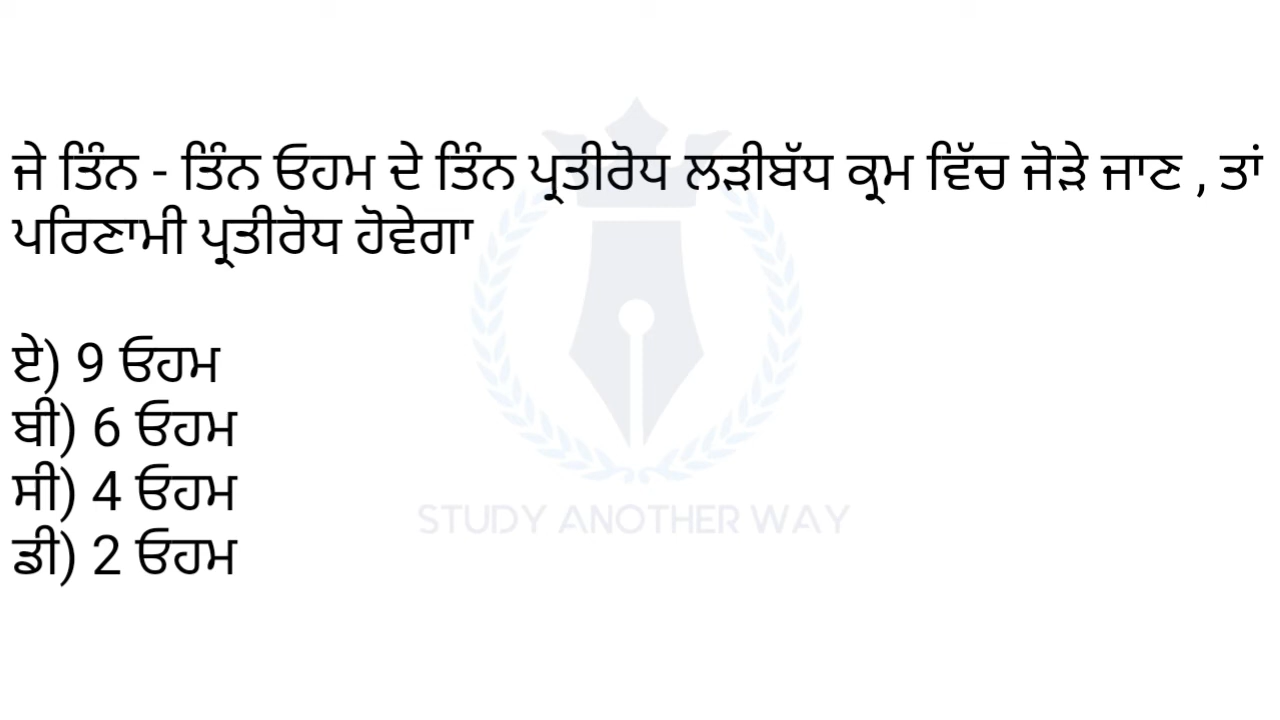 ਜੇ ਤਿੰਨ - ਤਿੰਨ ਓਹਮ ਦੇ ਤਿੰਨ ਪ੍ਰਤੀਰੋਧ ਲੜੀਬੱਧ ਕ੍ਰਮ ਵਿੱਚ ਜੋੜੇ ਜਾਣ , ਤਾਂ
ਪਰਿਣਾਮੀ ਪ੍ਰਤੀਰੋਧ ਹੋਵੇਗਾ
ਏ) 9 ਓਹਮ
ਬੀ) 6 ਓਹਮ
ਸੀ) 4 ਓਹਮ
ਡੀ) 2 ਓਹਮ
STUDY ANOTHER WAY